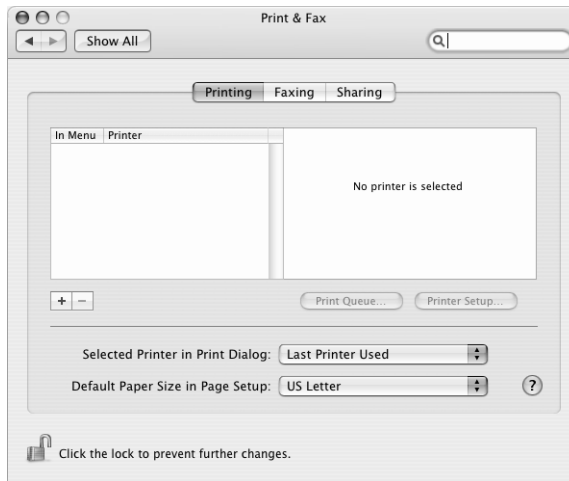 Print & Fax
Show All
Printing Faxing Sharing
In Menu Printer
No printer is selected
+ −
Print Queue... Printer Setup...
Selected Printer in Print Dialog: Last Printer Used
Default Paper Size in Page Setup: US Letter ?
Click the lock to prevent further changes.